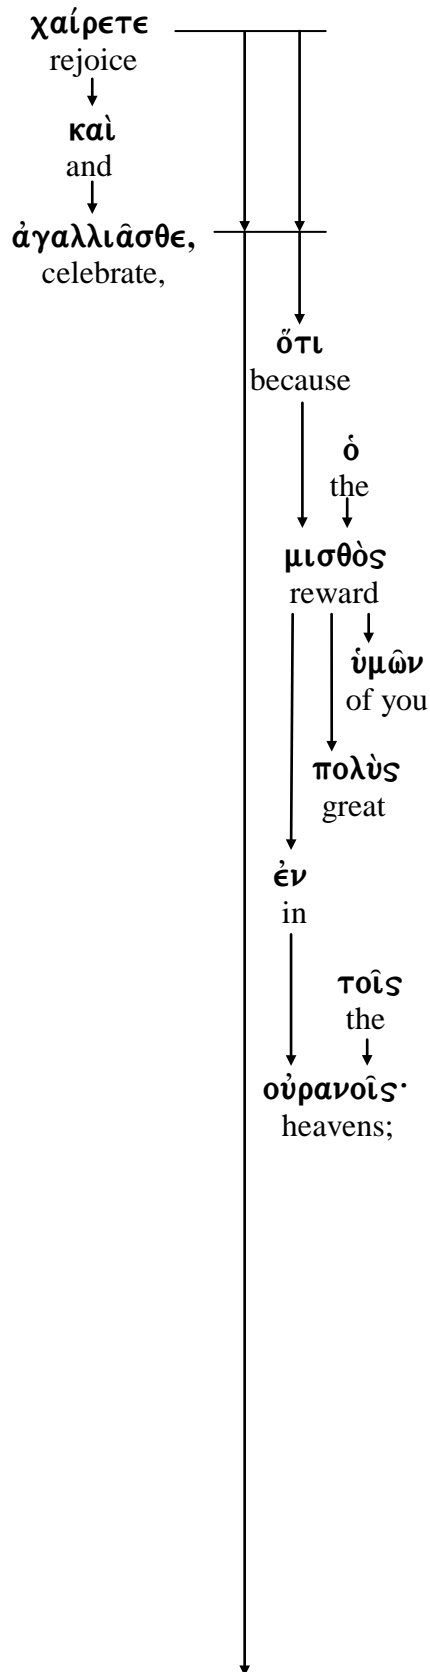 χαίρετε
rejoice
καὶ
and
ἀγαλλιᾶσθε,
celebrate,
ὅτι
because
ὁ
the
μισθὸς
reward
ὑμῶν
of you
πολὺς
great
ἐν
in
τοῖς
the
οὐρανοῖς·
heavens;